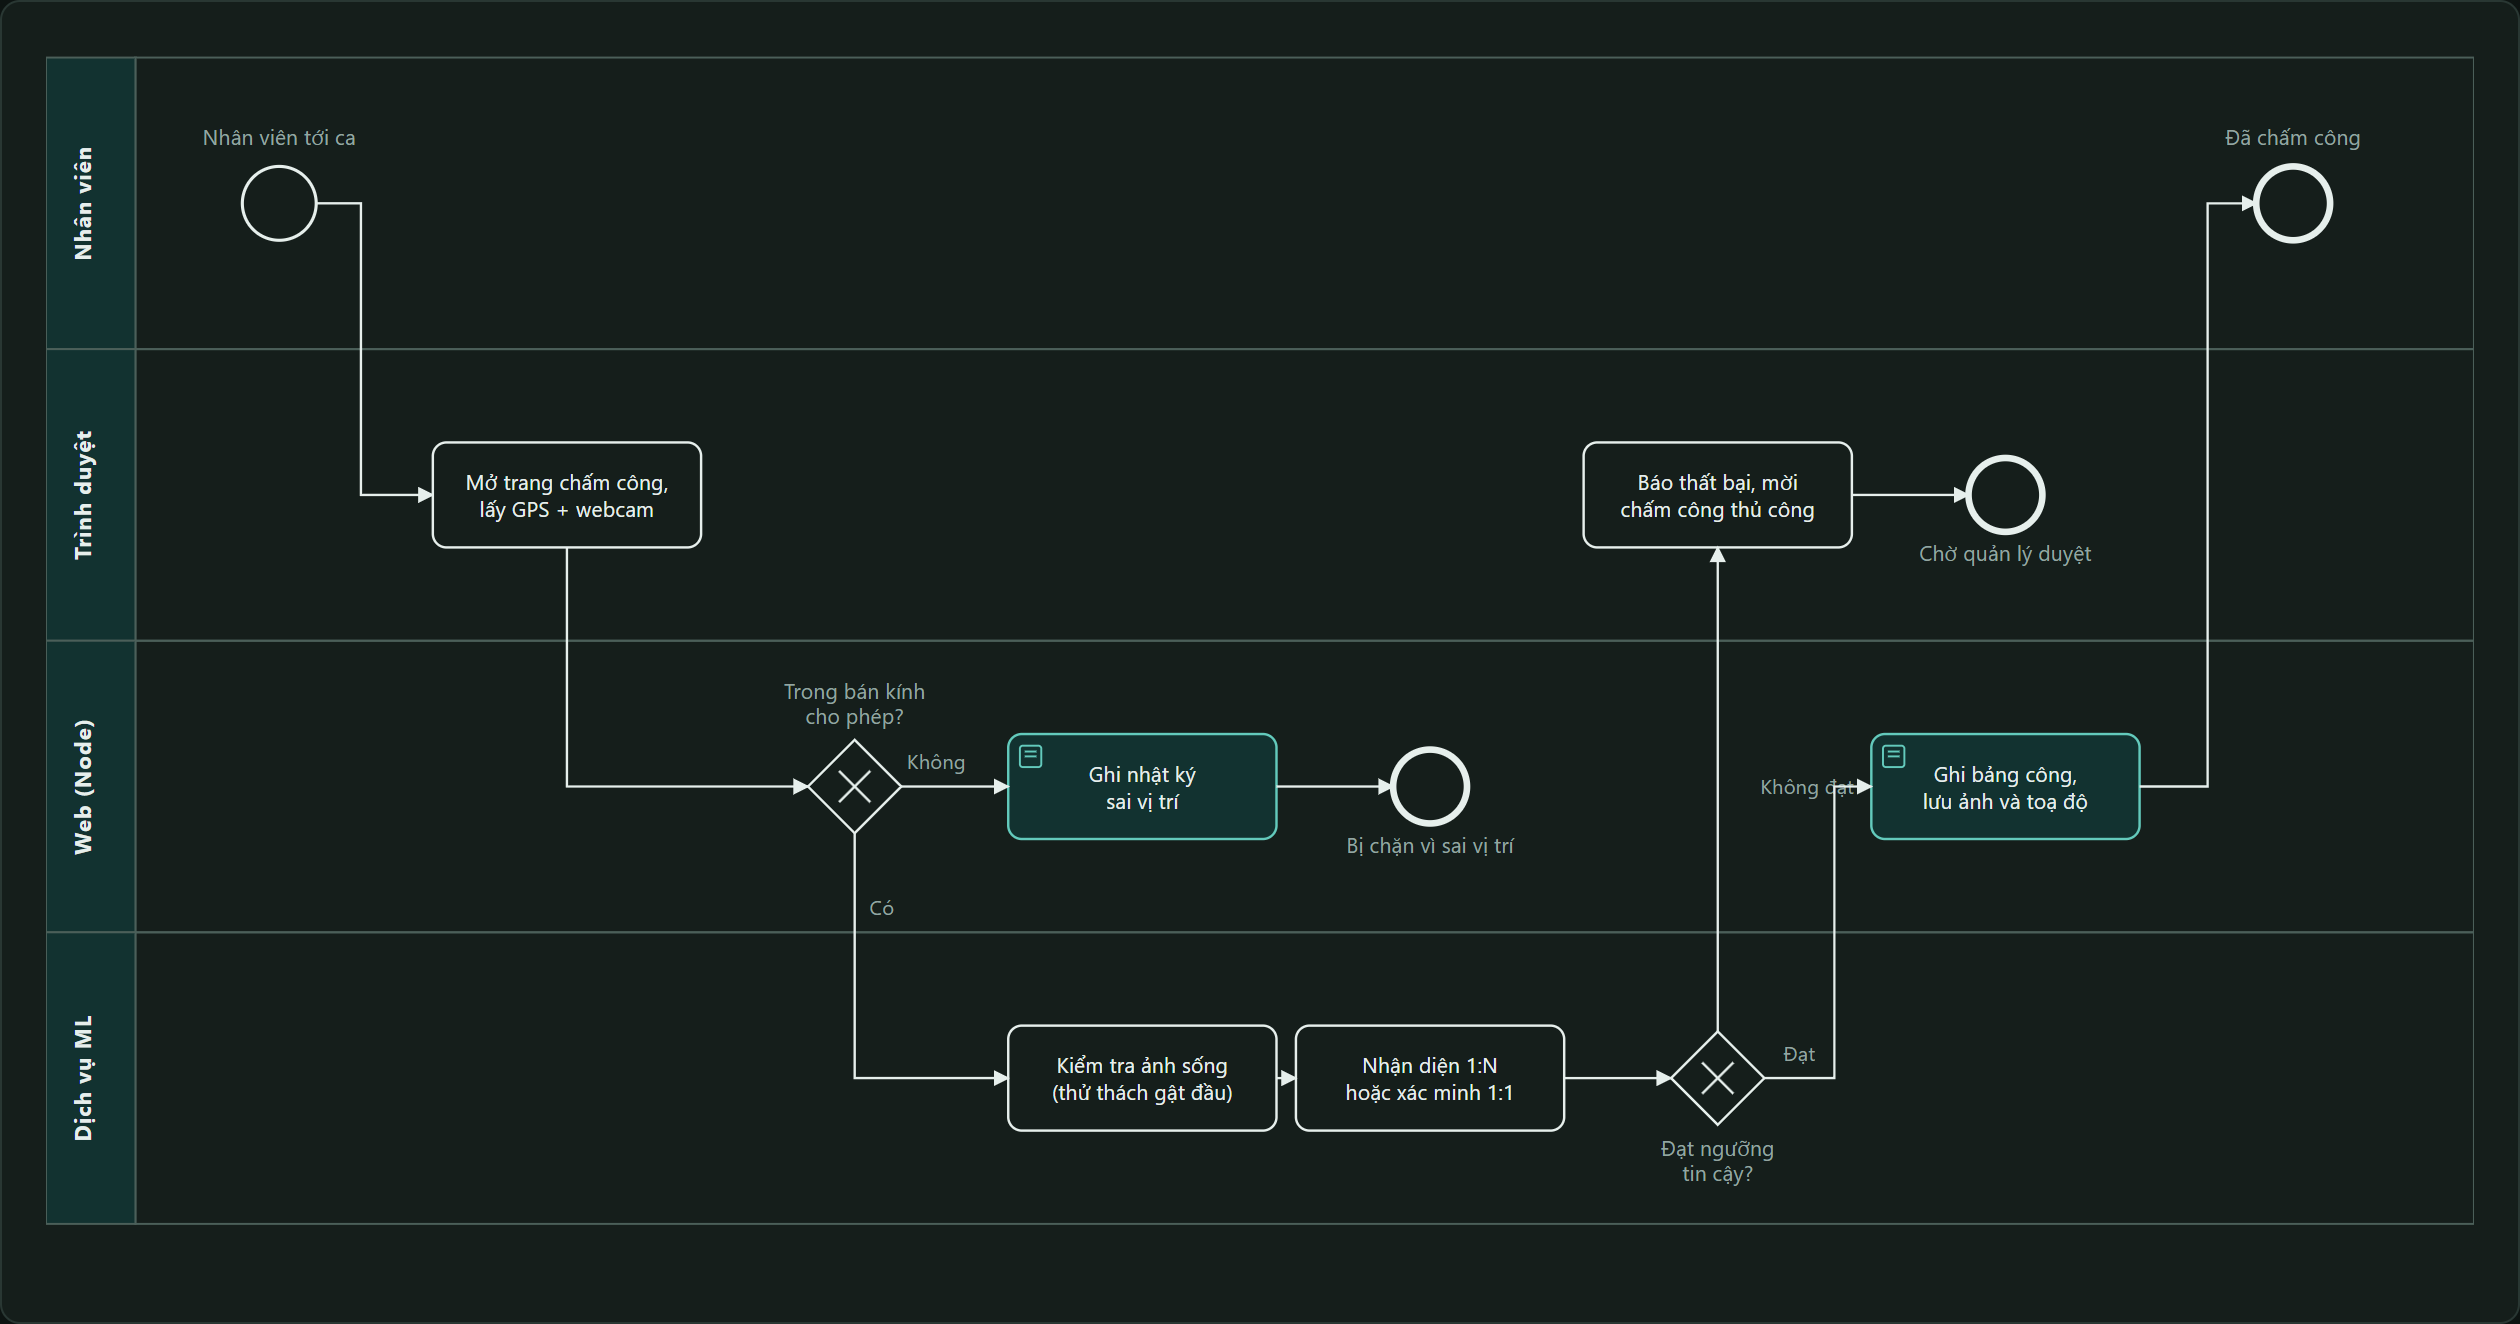 Nhân viên
Nhân viên tới ca
Đã chấm công
Trình duyệt
Mở trang chấm công,
lấy GPS + webcam
Báo thất bại, mời
chấm công thủ công
Chờ quản lý duyệt
Web (Node)
Trong bán kính
cho phép?
Không
Ghi nhật ký
sai vị trí
Bị chặn vì sai vị trí
Không đạt
Ghi bảng công,
lưu ảnh và toạ độ
Có
Dịch vụ ML
Kiểm tra ảnh sống
(thử thách gật đầu)
Nhận diện 1:N
hoặc xác minh 1:1
Đạt
Đạt ngưỡng
tin cậy?